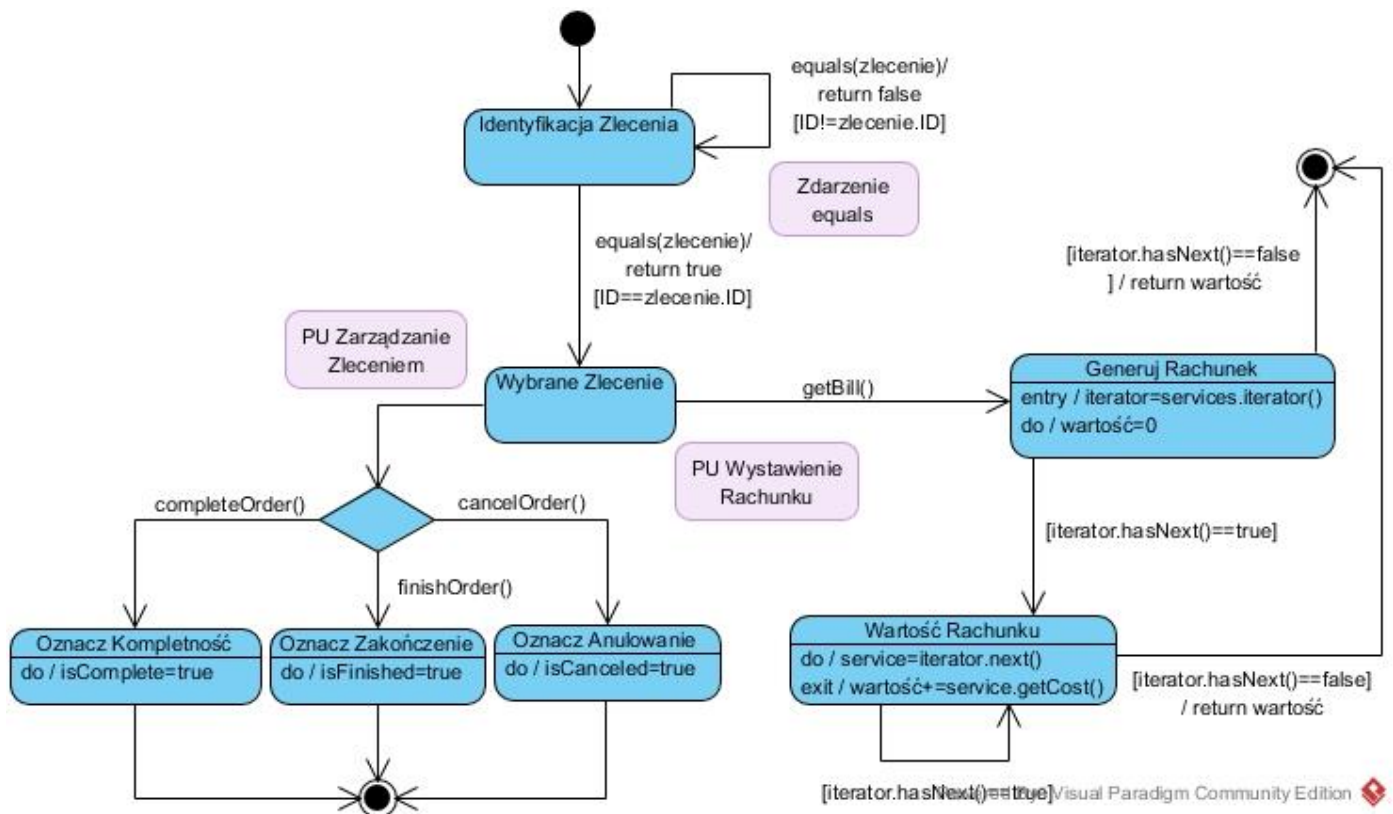 equals(zlecenie)/
return false
[ID!=zlecenie.ID]
Identyfikacja Zlecenia
Zdarzenie
equals
equals(zlecenie)/
return true
[ID==zlecenie.ID]
[iterator.hasNext()==false
] / return wartość
PU Zarządzanie
Zleceniem
Wybrane Zlecenie
getBill()
Generuj Rachunek
entry / iterator=services.iterator()
do / wartość=0
PU Wystawienie
Rachunku
completeOrder()
cancelOrder()
finishOrder()
[iterator.hasNext()==true]
Oznacz Kompletność
do / isComplete=true
Oznacz Zakończenie
do / isFinished=true
Oznacz Anulowanie
do / isCanceled=true
Wartość Rachunku
do / service=iterator.next()
exit / wartość+=service.getCost()
[iterator.hasNext()==false]
/ return wartość
[iterator.hasNext()==true]
Visual Paradigm Community Edition